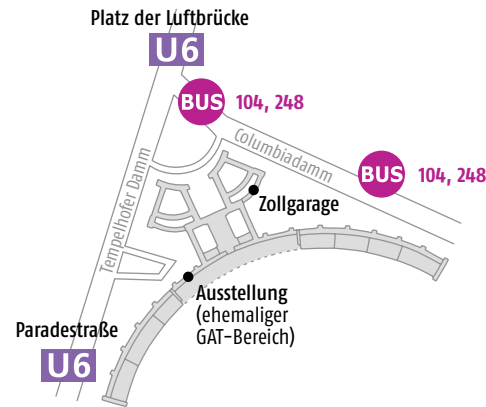 Platz der Luftbrücke
U6
BUS 104, 248
Columbiadamm
BUS 104, 248
Tempelhofer Damm
Zollgarage
Ausstellung
(ehemaliger
GAT-Bereich)
Paradestraße
U6